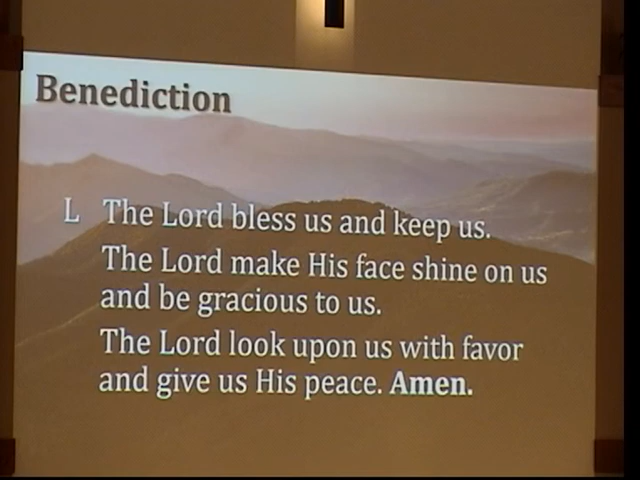 Benediction
L The Lord bless us and keep us.
The Lord make His face shine on us
and be gracious to us.
The Lord look upon us with favor
and give us His peace. Amen.